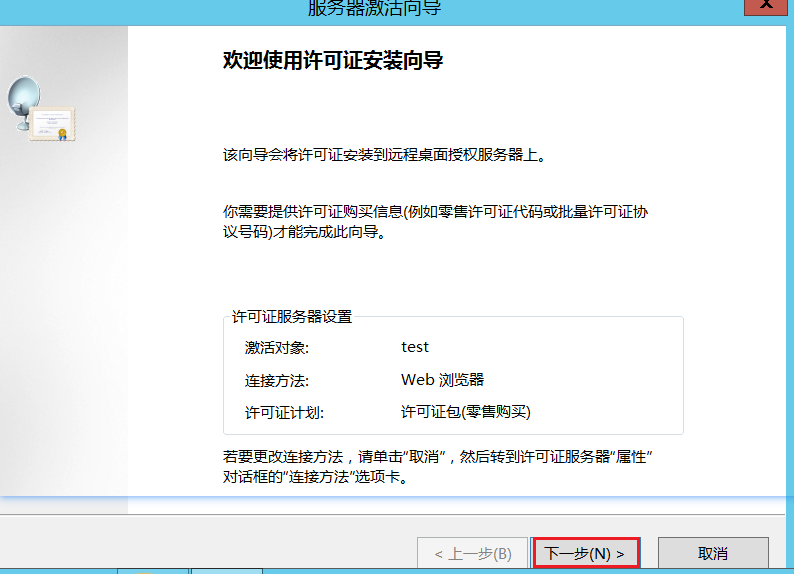 服务器激活向导
X
欢迎使用许可证安装向导
该向导会将许可证安装到远程桌面授权服务器上。
你需要提供许可证购买信息(例如零售许可证代码或批量许可证协
议号码)才能完成此向导。
许可证服务器设置
激活对象: test
连接方法: Web 浏览器
许可证计划: 许可证包(零售购买)
若要更改连接方法，请单击“取消”，然后转到许可证服务器“属性”
对话框的“连接方法”选项卡。
< 上一步(B) 下一步(N) > 取消